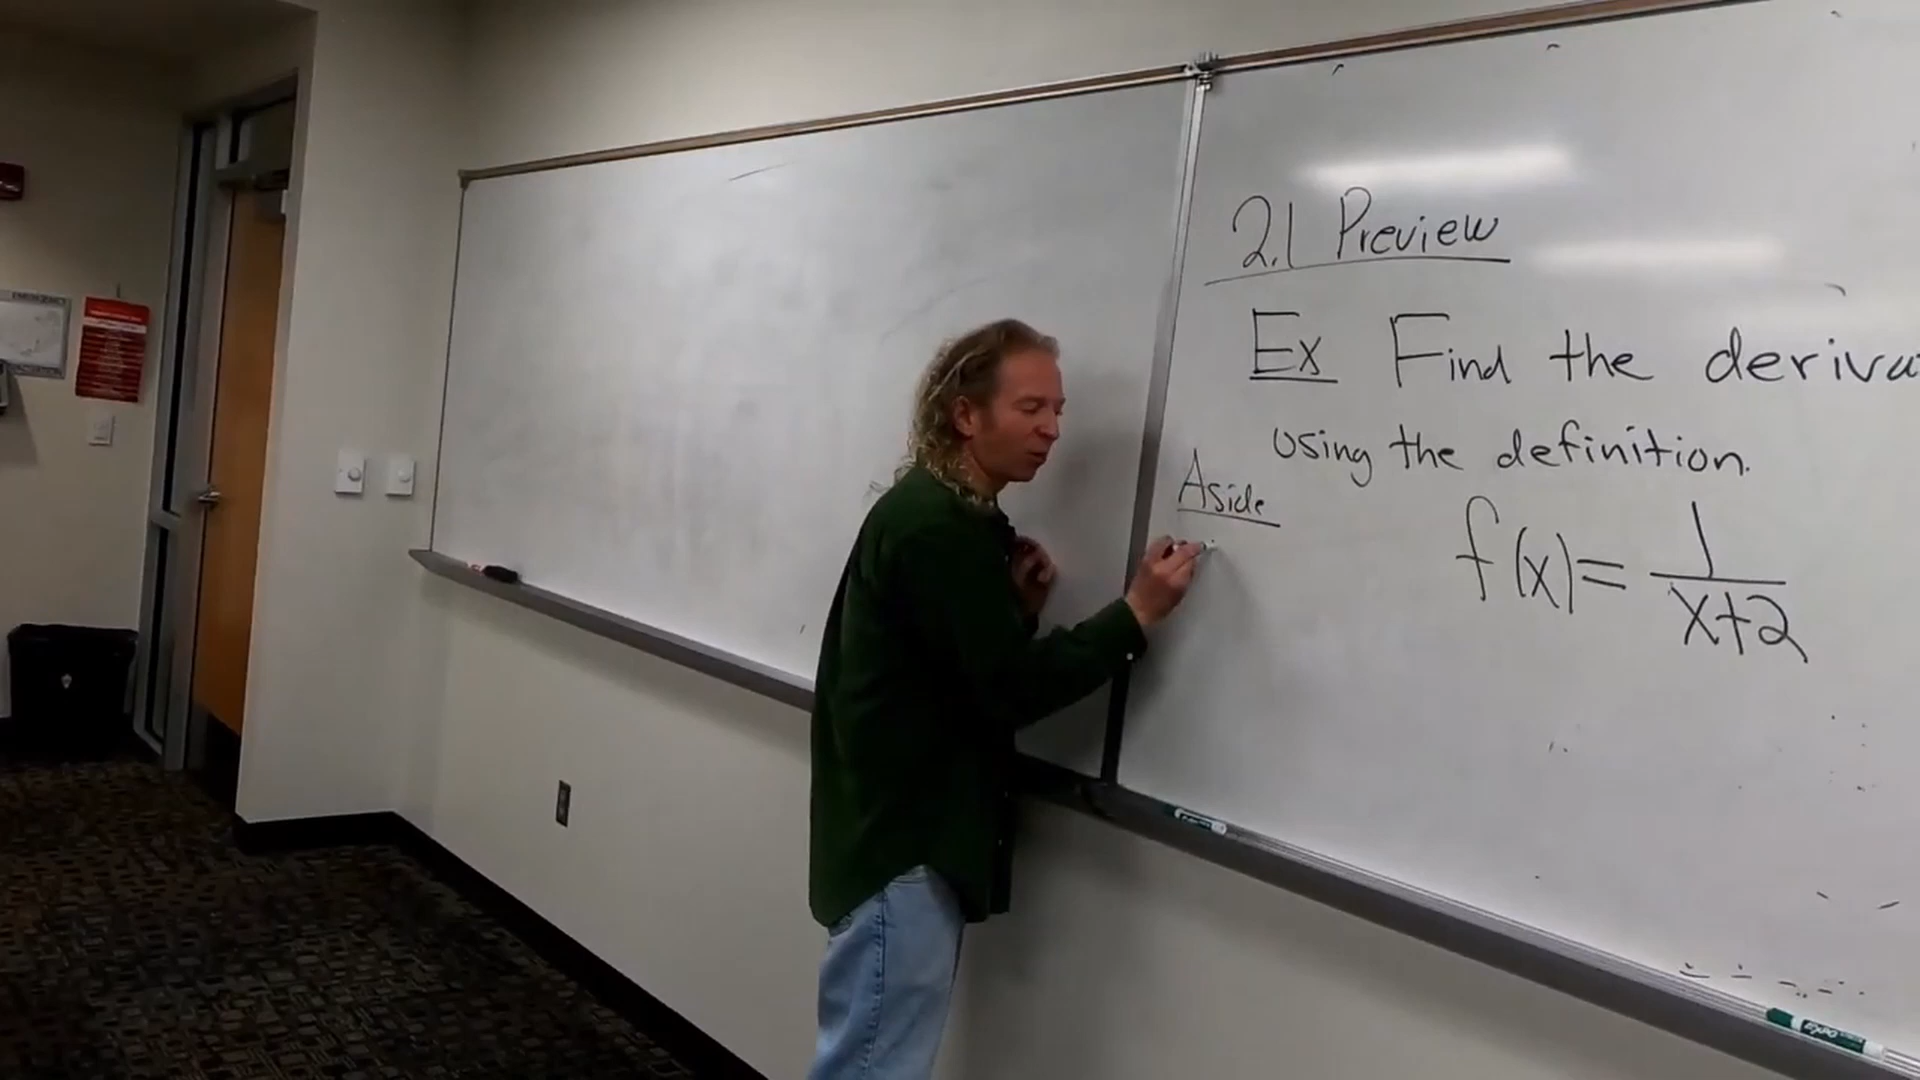 2.1 Preview
Ex Find the deriva
using the definition.
Aside
f(x)= 1/x+2